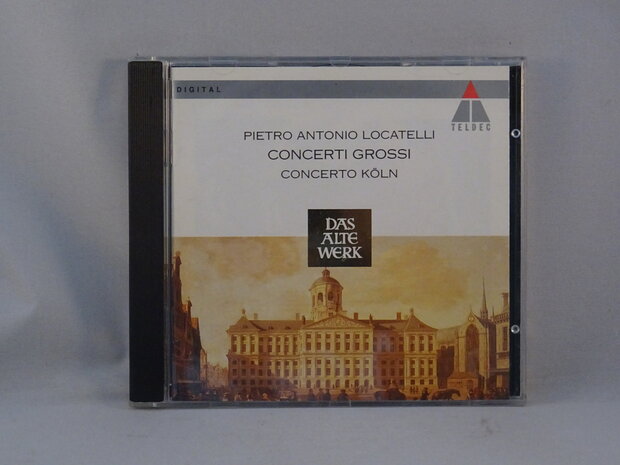 DIGITAL
TELDEC
PIETRO ANTONIO LOCATELLI
CONCERTI GROSSI
CONCERTO KÖLN
DAS
ALTE
WERK